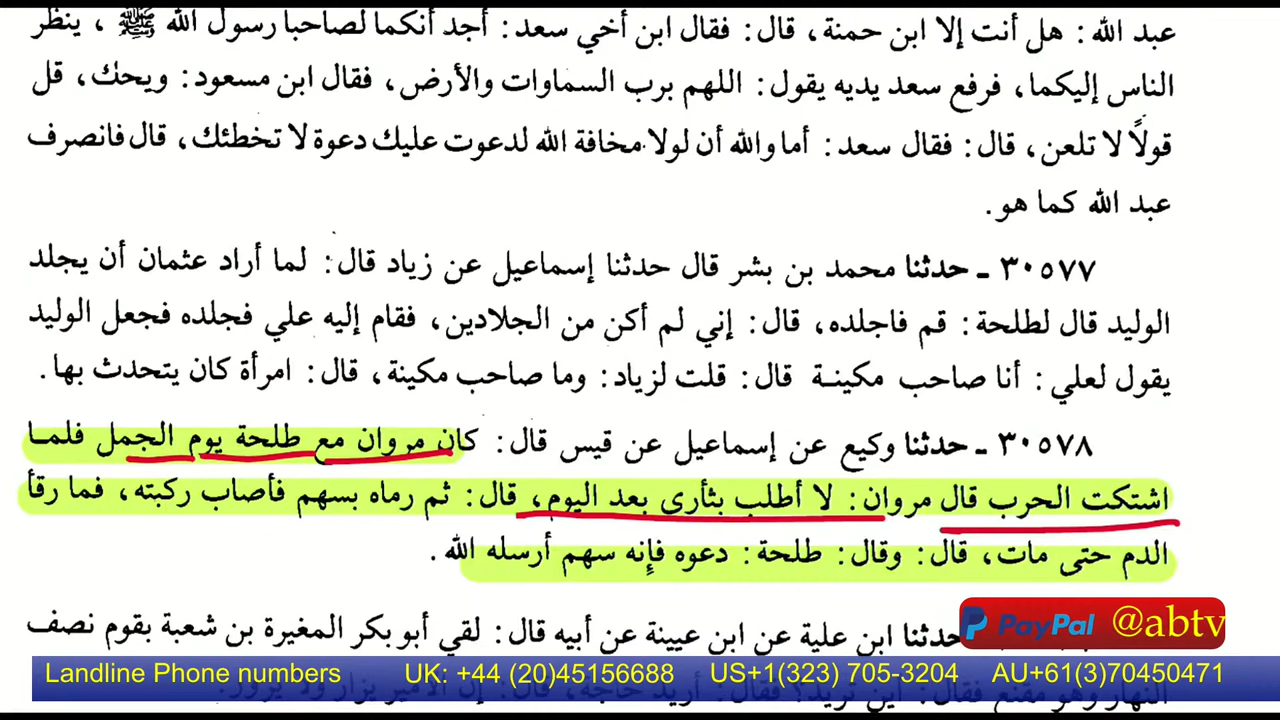 عبد الله: هل أنت إلا ابن حمنة، قال: فقال ابن أخي سعد: أجد أنكما لصاحبا رسول الله ﷺ، ينظر
الناس إليكما، فرفع سعد يديه يقول: اللهم برب السماوات والأرض، فقال ابن مسعود: ويحك، قل
قولاً لا تلعن، قال: فقال سعد: أما والله أن لولا مخافة الله لدعوت عليك دعوة لا تخطئك، قال فانصرف
عبد الله كما هو.
٣٠٥٧٧ ـ حدثنا محمد بن بشر قال حدثنا إسماعيل عن زياد قال: لما أراد عثمان أن يجلد
الوليد قال لطلحة: قم فاجلده، قال: إني لم أكن من الجلادين، فقام إليه علي فجلده فجعل الوليد
يقول لعلي: أنا صاحب مكينة قال: قلت لزياد: وما صاحب مكينة، قال: امرأة كان يتحدث بها.
٣٠٥٧٨ ـ حدثنا وكيع عن إسماعيل عن قيس قال: كان مروان مع طلحة يوم الجمل فلما
اشتكت الحرب قال مروان: لا أطلب بثأرى بعد اليوم، قال: ثم رماه بسهم فأصاب ركبته، فما رقأ
الدم حتى مات، قال: وقال: طلحة: دعوه فإنه سهم أرسله الله.
حدثنا ابن علية عن ابن عيينة عن أبيه قال: لقي أبو بكر المغيرة بن شعبة بقوم نصف
PayPal @abtv
Landline Phone numbers UK: +44 (20)45156688 US+1(323) 705-3204 AU+61(3)70450471